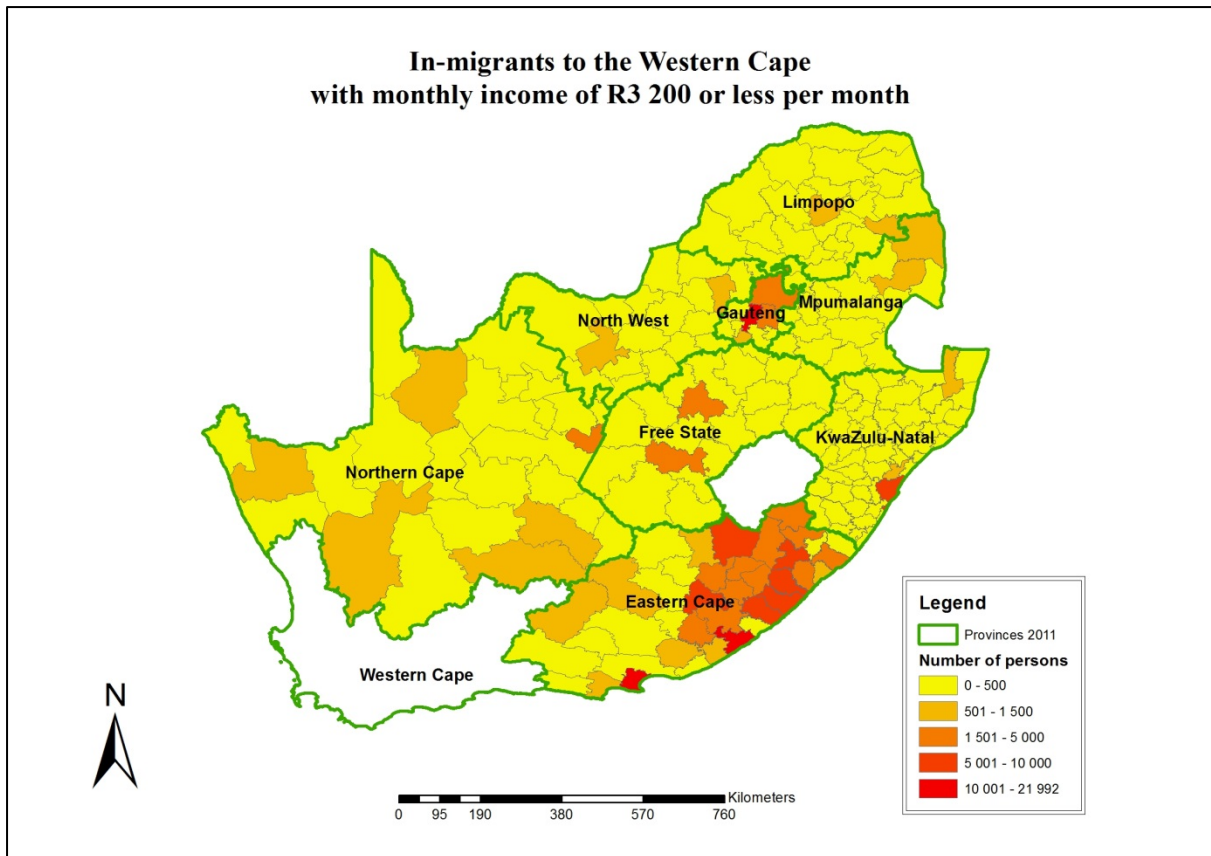 In-migrants to the Western Cape
with monthly income of R3 200 or less per month
Limpopo
Mpumalanga
Gauteng
North West
Free State
KwaZulu-Natal
Northern Cape
Eastern Cape
Western Cape
N
Kilometers
0 95 190 380 570 760
Legend
Provinces 2011
Number of persons
0 - 500
501 - 1 500
1 501 - 5 000
5 001 - 10 000
10 001 - 21 992